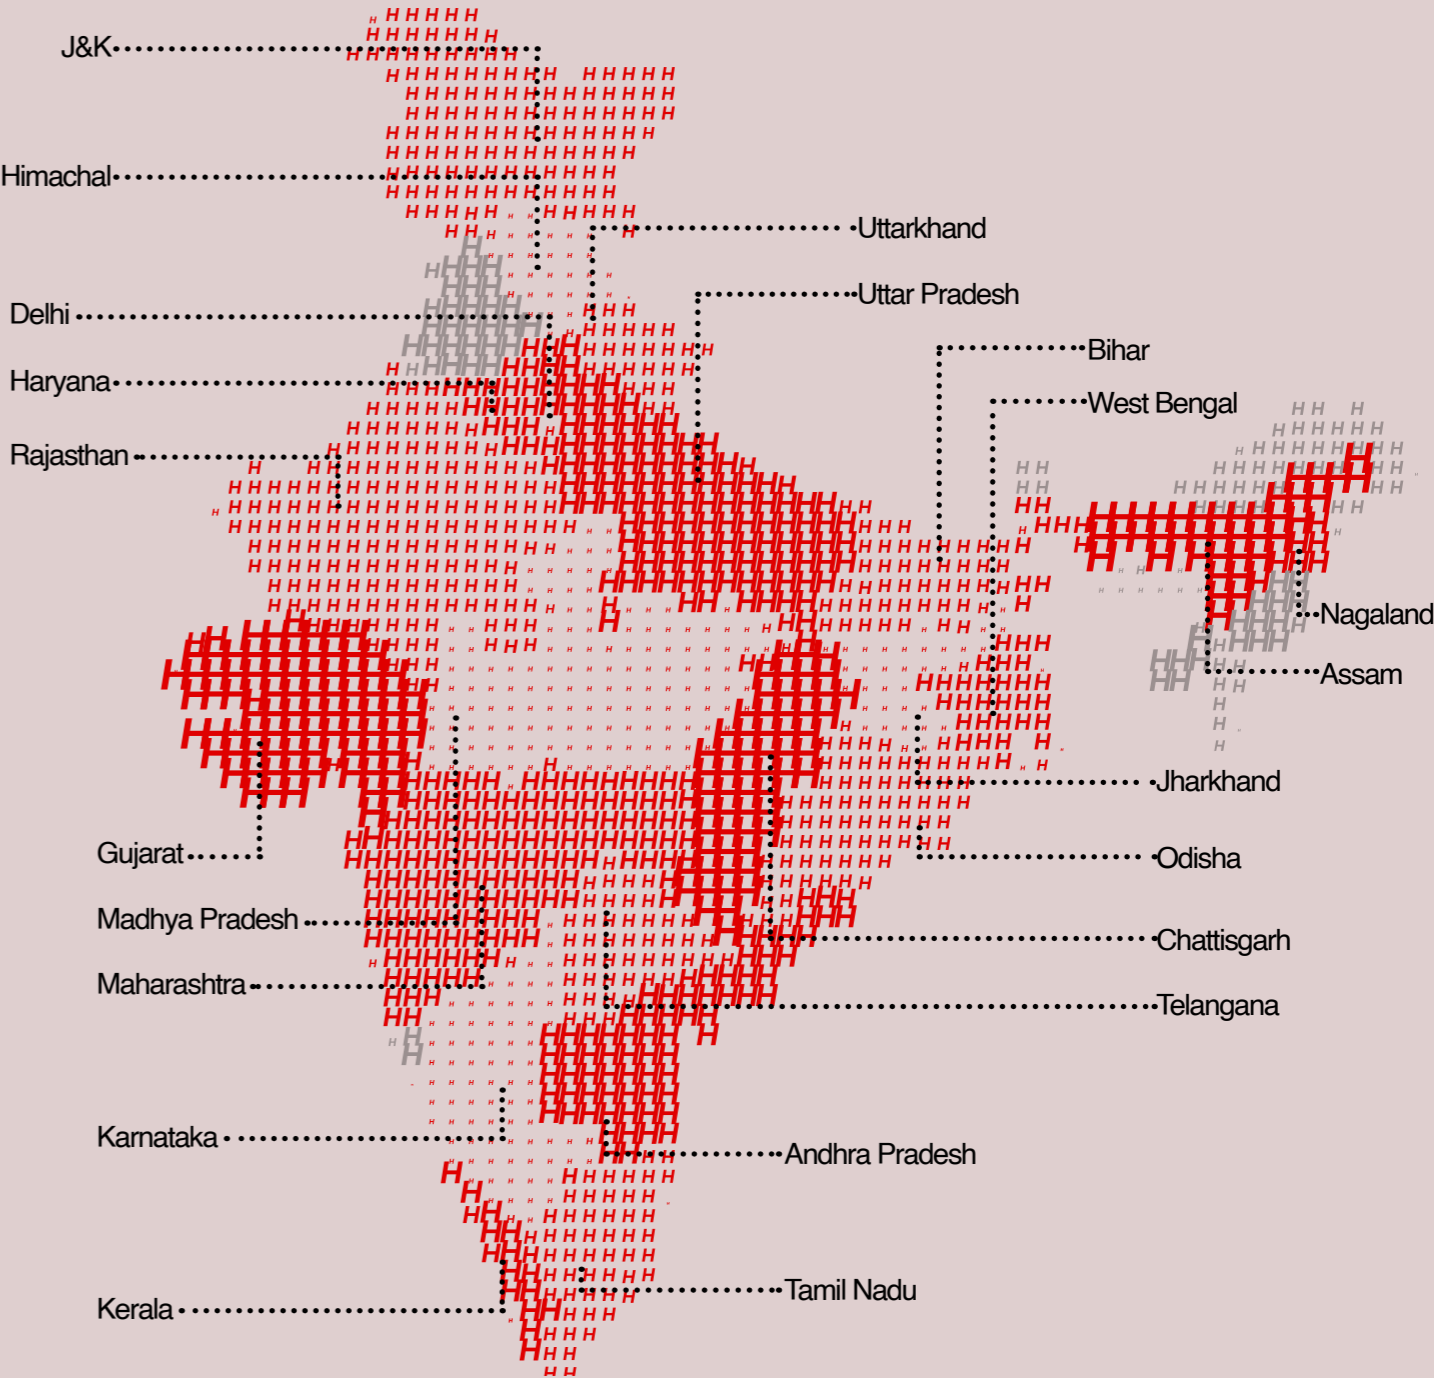 J&K
Himachal
Uttarkhand
Uttar Pradesh
Delhi
Bihar
Haryana
West Bengal
Rajasthan
Nagaland
Assam
Jharkhand
Gujarat
Odisha
Madhya Pradesh
Chattisgarh
Maharashtra
Telangana
Karnataka
Andhra Pradesh
Tamil Nadu
Kerala